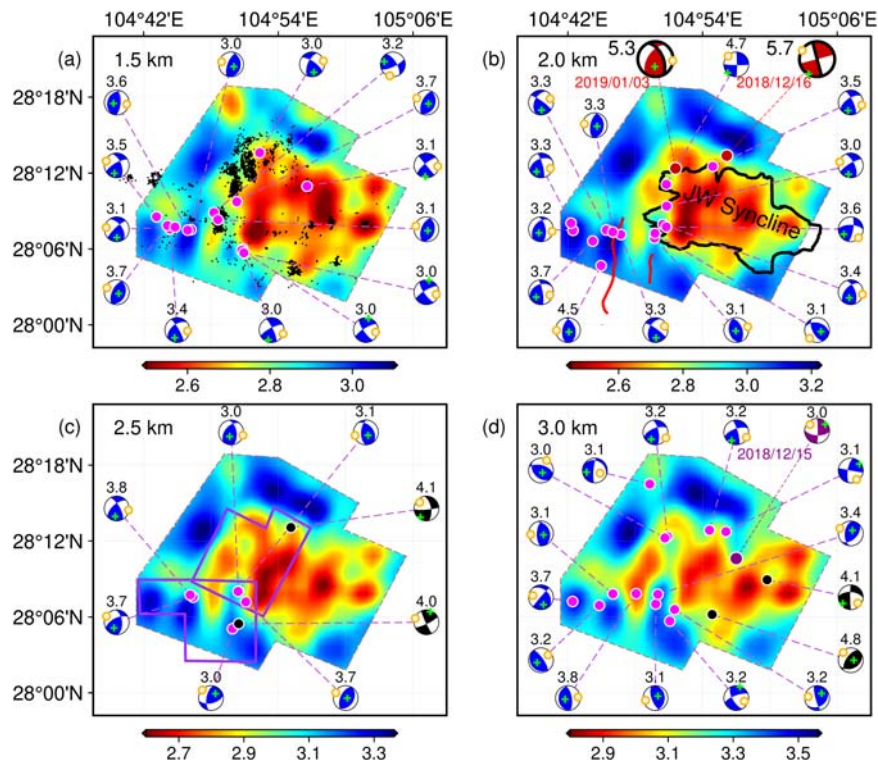 104°42' 104°54' 105°06' 104°42' 104°54' 105°06'
(a) 1.5 km 3.0 3.0 3.2
3.6 3.7
3.5 3.1
3.1 3.1
3.7 3.0
3.4 3.0 3.0
28°18'N
28°12'N
28°06'N
28°00'N
2.6 2.8 3.0
(b) 2.0 km 5.3 4.7 5.7
2019/01/03 2018/12/16
3.3 3.3 3.5
3.3 3.0
3.2 3.6
3.7 3.4
4.5 3.3 3.1 3.1
JW Syncline
2.6 2.8 3.0 3.2
(c) 2.5 km 3.0 3.1
3.8 4.1
3.7 4.0
3.0 3.7
28°18'N
28°12'N
28°06'N
28°00'N
2.7 2.9 3.1 3.3
(d) 3.0 km 3.2 3.2 3.0
2018/12/15
3.0 3.1 3.1
3.1 3.4
3.7 4.1
3.2 4.8
3.8 3.1 3.2 3.2
2.9 3.1 3.3 3.5